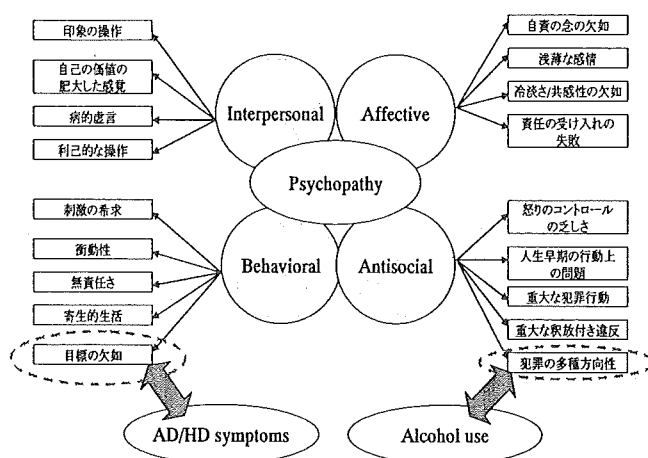 印象の操作
自己の価値の
肥大した感覚
病的虚言
利己的な操作
自責の念の欠如
浅薄な感情
冷淡さ/共感性の欠如
責任の受け入れの
失敗
Interpersonal
Affective
Psychopathy
Behavioral
Antisocial
刺激の希求
衝動性
無責任さ
寄生的生活
目標の欠如
怒りのコントロール
の乏しさ
人生早期の行動上
の問題
重大な犯罪行動
重大な釈放付き違反
犯罪の多種方向性
AD/HD symptoms
Alcohol use